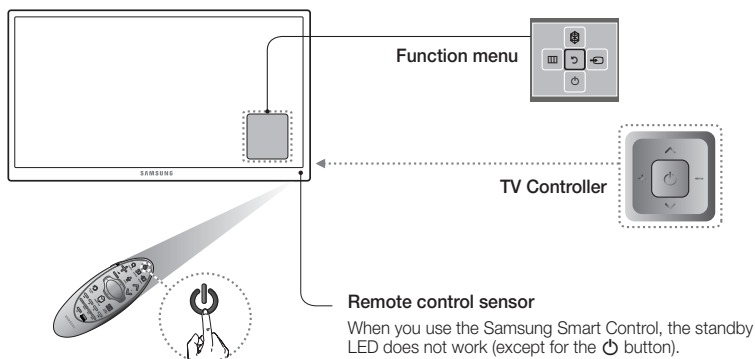 Function menu
SAMSUNG
TV Controller
Remote control sensor
When you use the Samsung Smart Control, the standby
LED does not work (except for the ⏻ button).